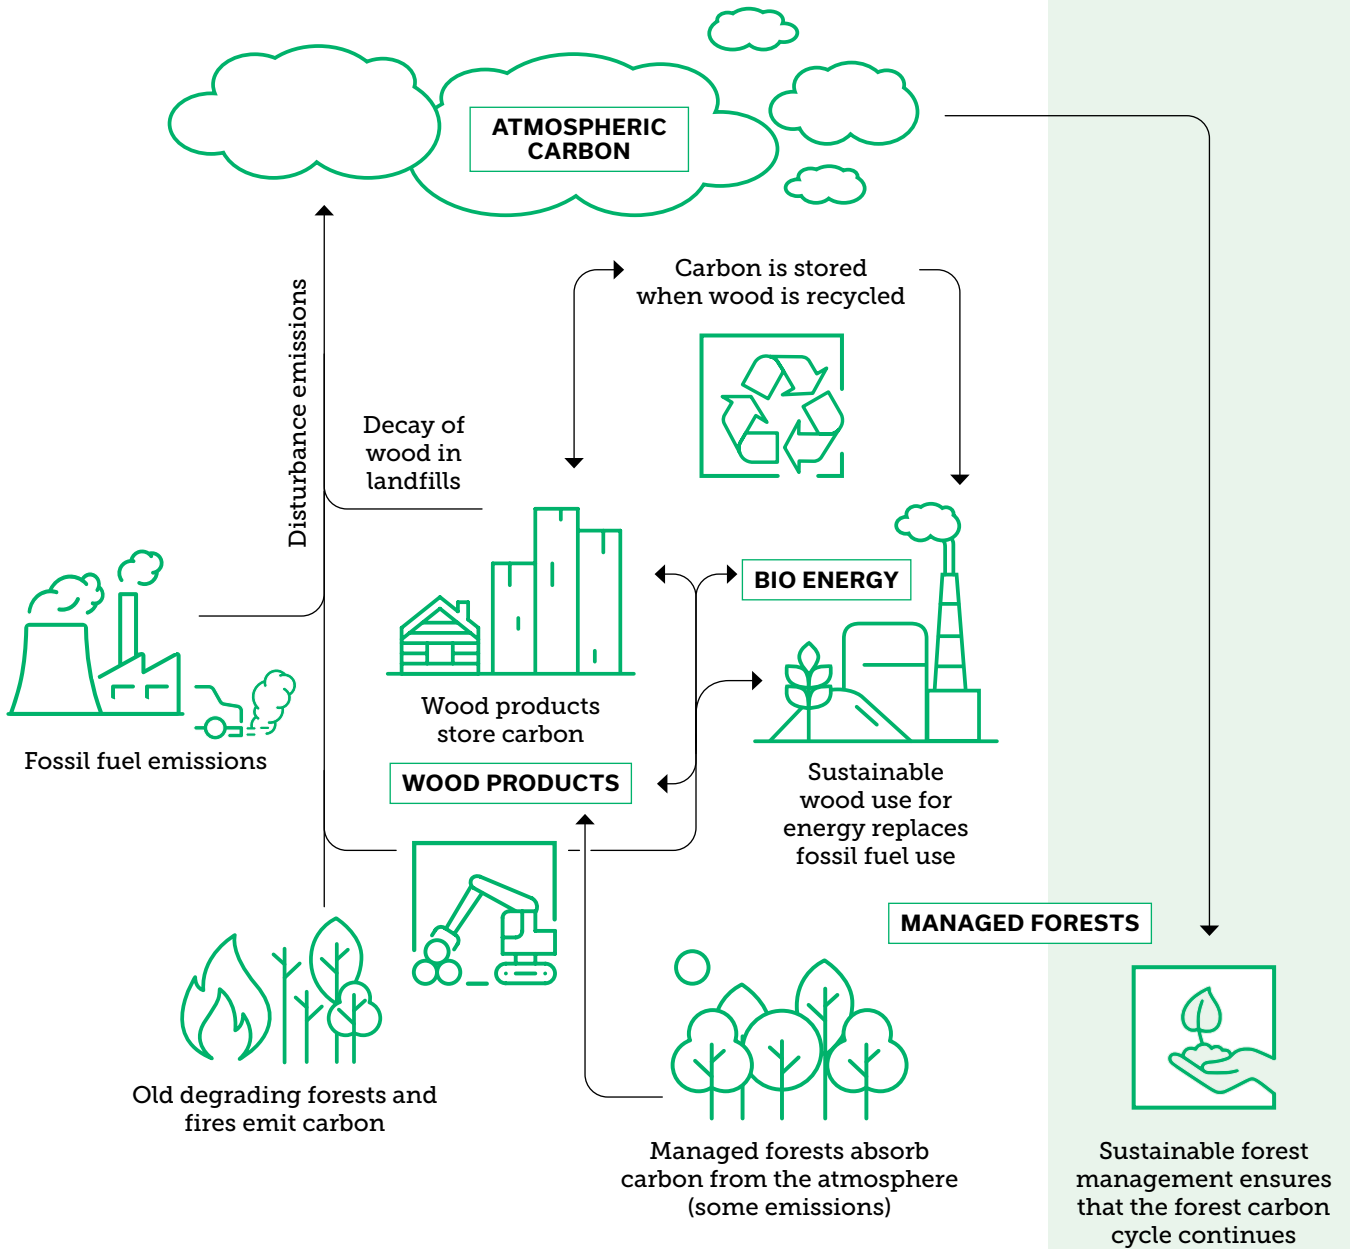 ATMOSPHERIC
CARBON
Carbon is stored
when wood is recycled
Disturbance emissions
Decay of
wood in
landfills
BIO ENERGY
Wood products
store carbon
Fossil fuel emissions
WOOD PRODUCTS
Sustainable
wood use for
energy replaces
fossil fuel use
MANAGED FORESTS
Old degrading forests and
fires emit carbon
Managed forests absorb
carbon from the atmosphere
(some emissions)
Sustainable forest
management ensures
that the forest carbon
cycle continues